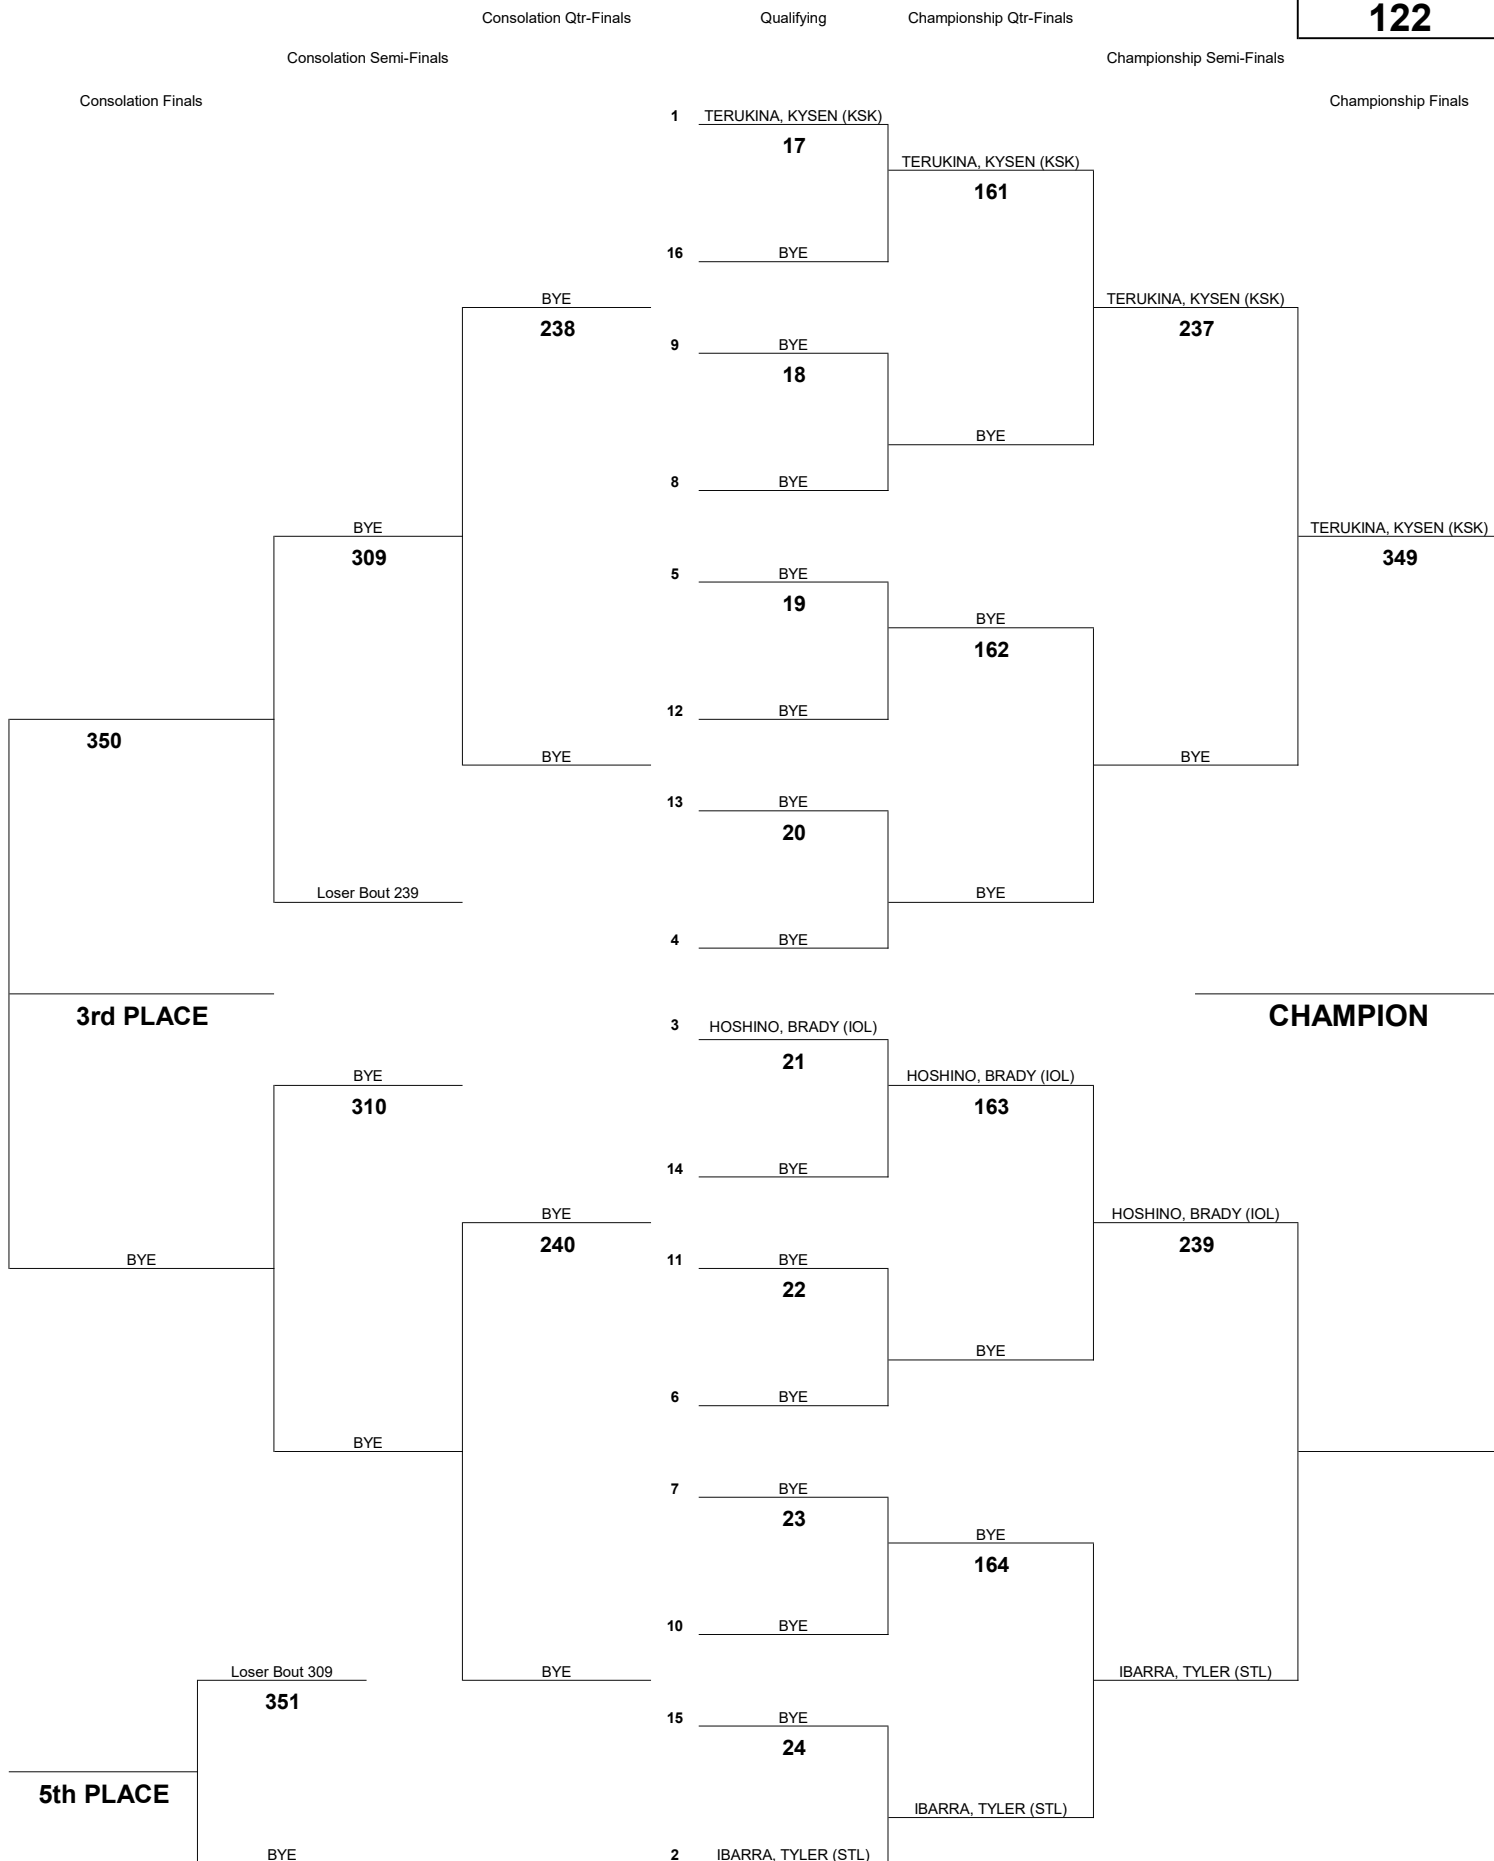 Consolation Qtr-Finals Qualifying Championship Qtr-Finals 122
Consolation Semi-Finals Championship Semi-Finals
Consolation Finals Championship Finals
1 TERUKINA, KYSEN (KSK)
17
TERUKINA, KYSEN (KSK)
161
16 BYE
BYE TERUKINA, KYSEN (KSK)
238 237
9 BYE
18
BYE
8 BYE
BYE TERUKINA, KYSEN (KSK)
309 349
5 BYE
19
BYE
162
12 BYE
350
BYE BYE
13 BYE
20
Loser Bout 239 BYE
4 BYE
3rd PLACE CHAMPION
3 HOSHINO, BRADY (IOL)
21
BYE HOSHINO, BRADY (IOL)
310 163
14 BYE
BYE HOSHINO, BRADY (IOL)
240 239
BYE 11 BYE
22
BYE
6 BYE
BYE
7 BYE
23
BYE
164
10 BYE
Loser Bout 309 BYE IBARRA, TYLER (STL)
351
15 BYE
24
5th PLACE
IBARRA, TYLER (STL)
BYE 2 IBARRA, TYLER (STL)